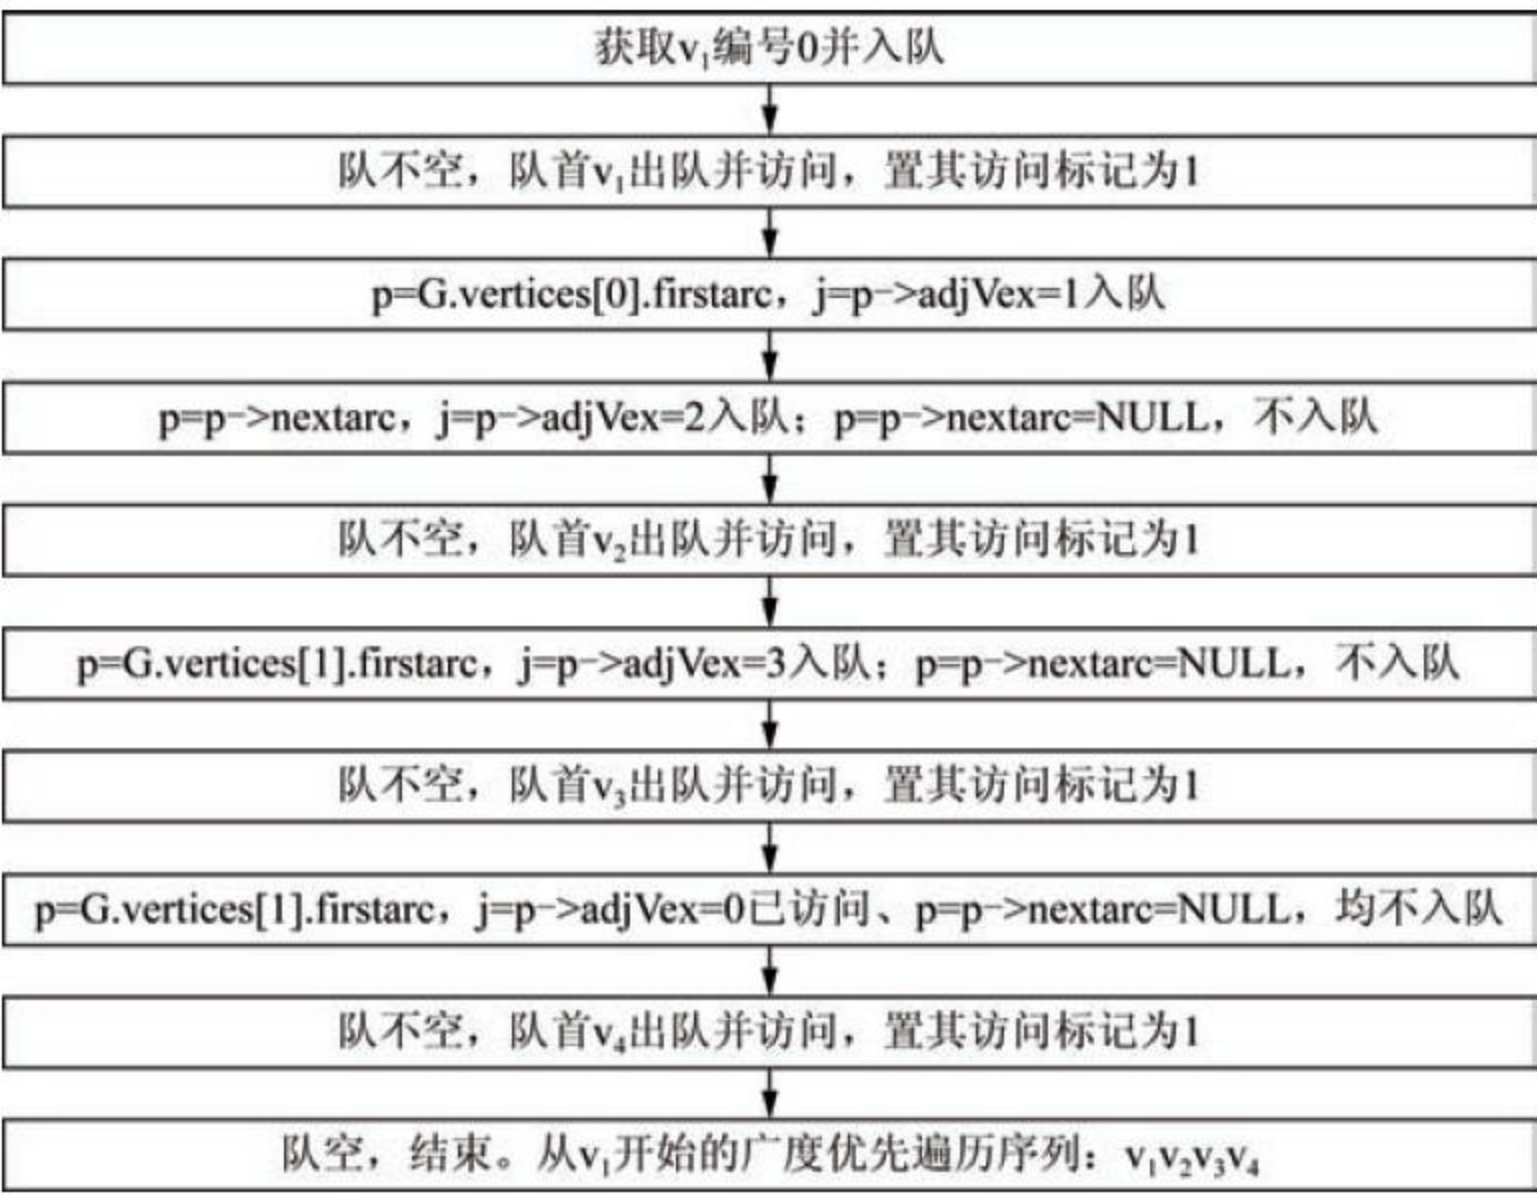 获取v₁编号0并入队
队不空，队首v₁出队并访问，置其访问标记为1
p=G.vertices[0].firstarc，j=p->adjVex=1入队
p=p->nextarc，j=p->adjVex=2入队；p=p->nextarc=NULL，不入队
队不空，队首v₂出队并访问，置其访问标记为1
p=G.vertices[1].firstarc，j=p->adjVex=3入队；p=p->nextarc=NULL，不入队
队不空，队首v₃出队并访问，置其访问标记为1
p=G.vertices[1].firstarc，j=p->adjVex=0已访问、p=p->nextarc=NULL，均不入队
队不空，队首v₄出队并访问，置其访问标记为1
队空，结束。从v₁开始的广度优先遍历序列：v₁v₂v₃v₄